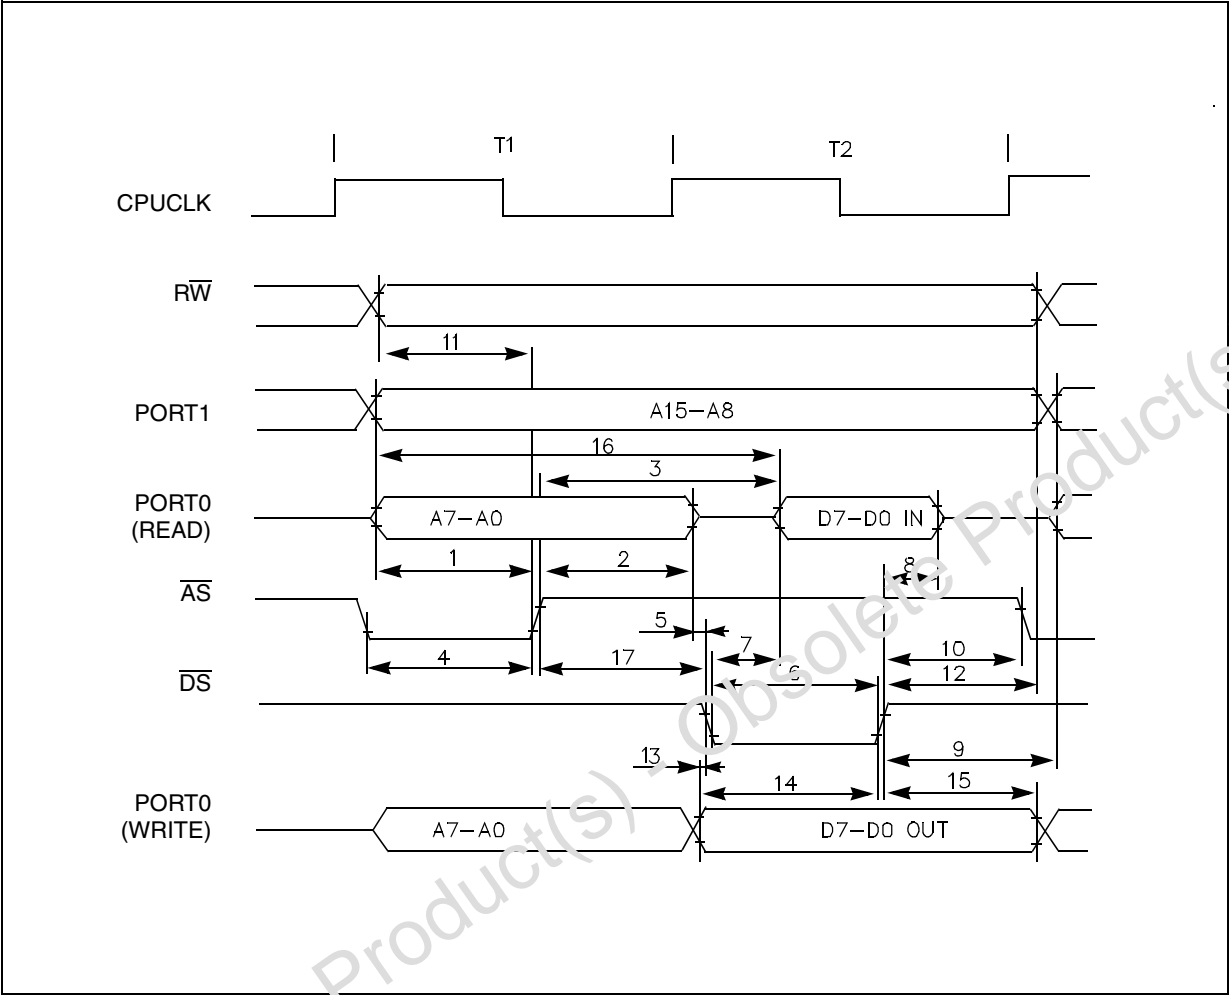 T1 T2
CPUCLK
RW
11
PORT1 A15-A8
16
3
PORT0
(READ)
A7-A0 D7-D0 IN
1 2 8
AS
5 7
4 17 6 10
DS 12
13 9
14 15
PORT0
(WRITE)
A7-A0 D7-D0 OUT
Product(s) - Obsolete Product(s